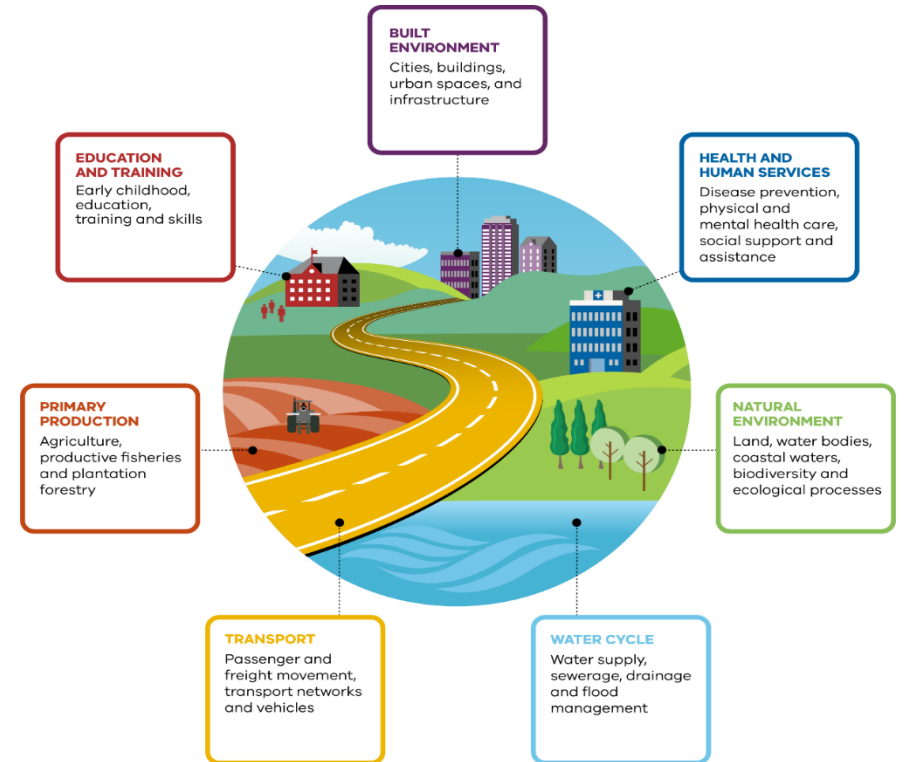 BUILT
ENVIRONMENT
Cities, buildings,
urban spaces, and
infrastructure
EDUCATION
AND TRAINING
Early childhood,
education,
training and skills
HEALTH AND
HUMAN SERVICES
Disease prevention,
physical and
mental health care,
social support and
assistance
PRIMARY
PRODUCTION
Agriculture,
productive fisheries
and plantation
forestry
NATURAL
ENVIRONMENT
Land, water bodies,
coastal waters,
biodiversity and
ecological processes
TRANSPORT
Passenger and
freight movement,
transport networks
and vehicles
WATER CYCLE
Water supply,
sewerage, drainage
and flood
management